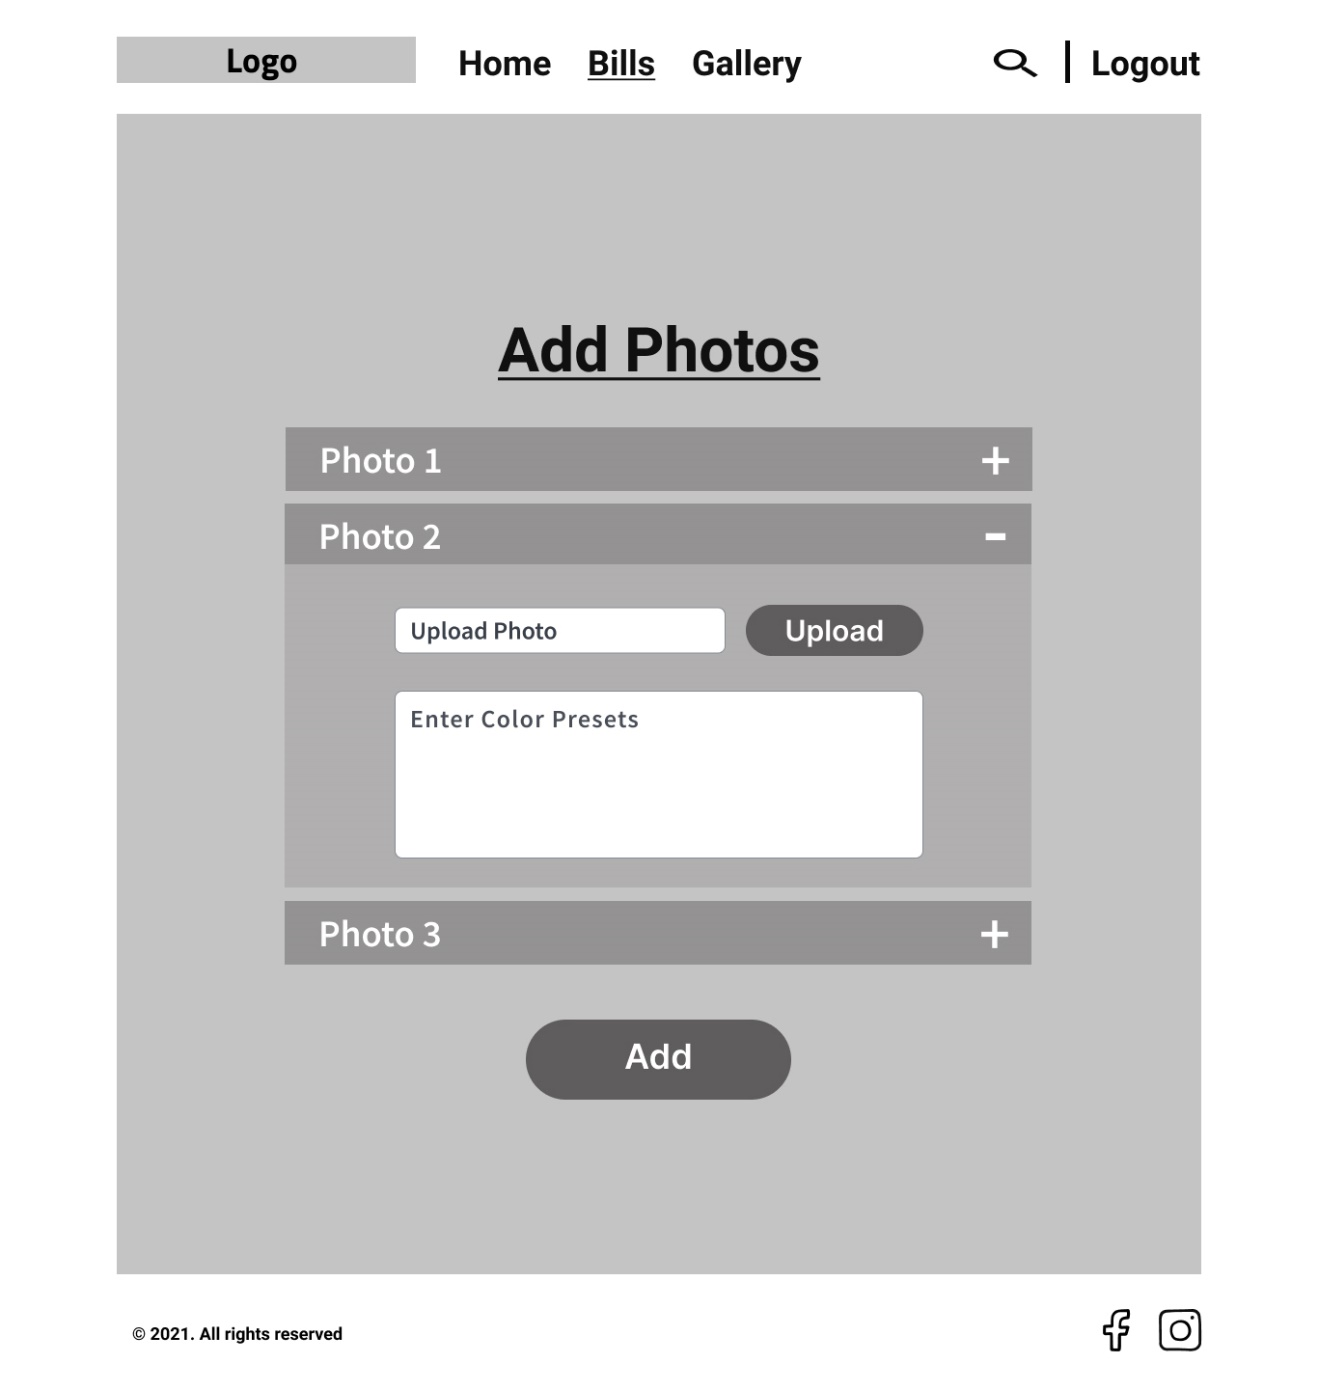 Logo Home Bills Gallery Logout
Add Photos
Photo 1 +
Photo 2 -
Upload Photo Upload
Enter Color Presets
Photo 3 +
Add
© 2021. All rights reserved